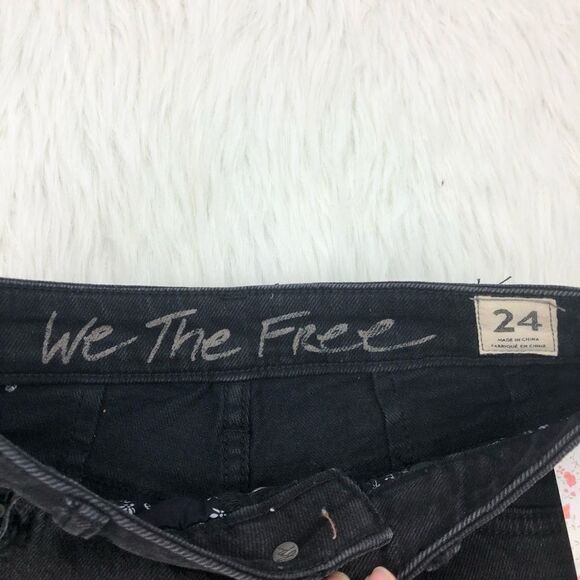 We The Free
24
MADE IN CHINA
FABRIQUÉ EN CHINE